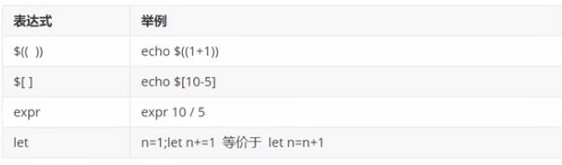 表达式 举例
$(( )) echo $((1+1))
$[ ] echo $[10-5]
expr expr 10 / 5
let n=1;let n+=1 等价于 let n=n+1